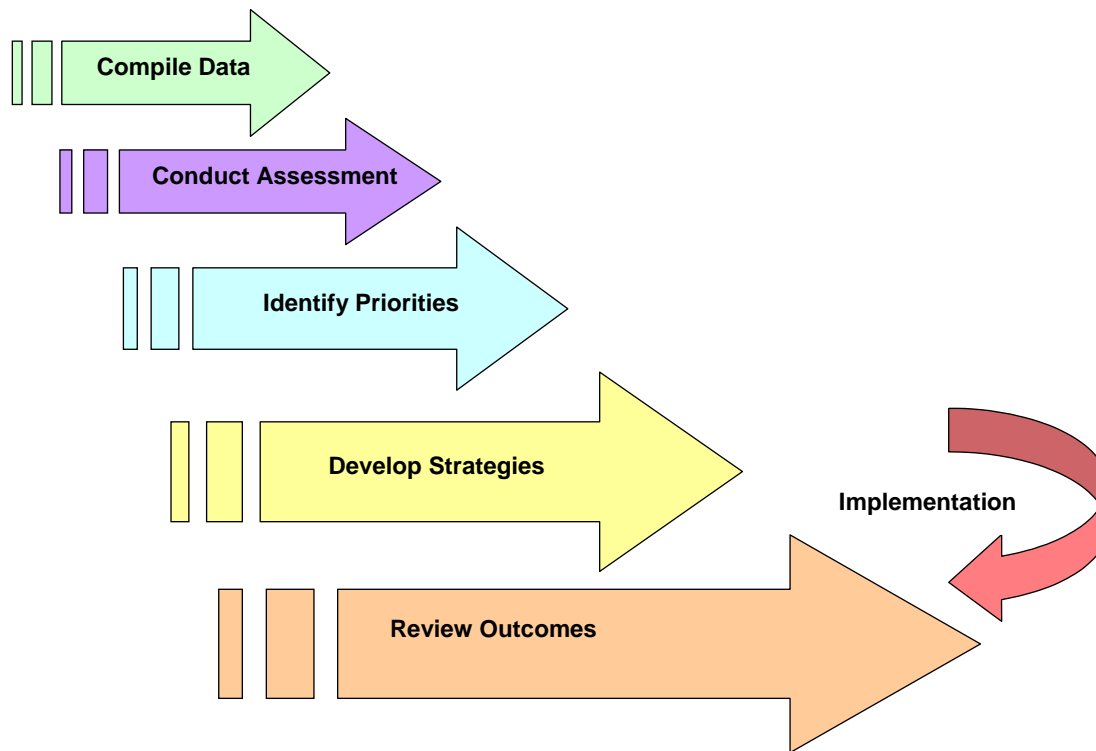 Compile Data
Conduct Assessment
Identify Priorities
Develop Strategies
Implementation
Review Outcomes